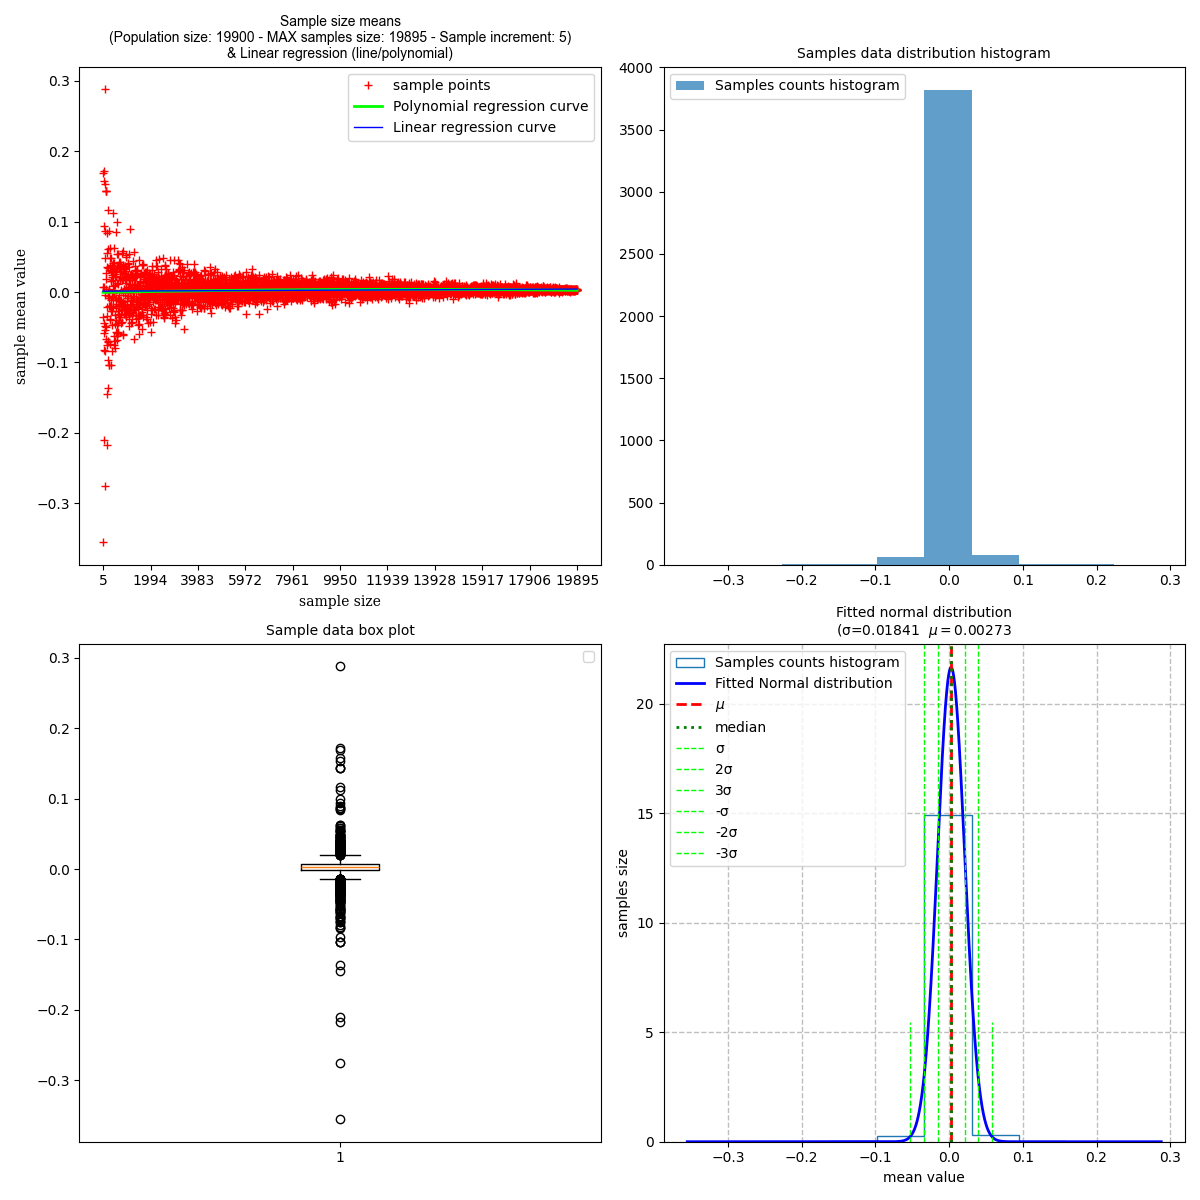 Sample size means
(Population size: 19900 - MAX samples size: 19895 - Sample increment: 5)
& Linear regression (line/polynomial)
sample points
Polynomial regression curve
Linear regression curve
0.3
0.2
0.1
0.0
−0.1
−0.2
−0.3
sample mean value
5 1994 3983 5972 7961 9950 11939 13928 15917 17906 19895
sample size
Samples data distribution histogram
Samples counts histogram
4000
3500
3000
2500
2000
1500
1000
500
0
−0.3 −0.2 −0.1 0.0 0.1 0.2 0.3
Sample data box plot
0.3
0.2
0.1
0.0
−0.1
−0.2
−0.3
1
Fitted normal distribution
(σ=0.01841 μ = 0.00273
Samples counts histogram
Fitted Normal distribution
μ
median
σ
2σ
3σ
-σ
-2σ
-3σ
20
15
10
5
0
samples size
−0.3 −0.2 −0.1 0.0 0.1 0.2 0.3
mean value